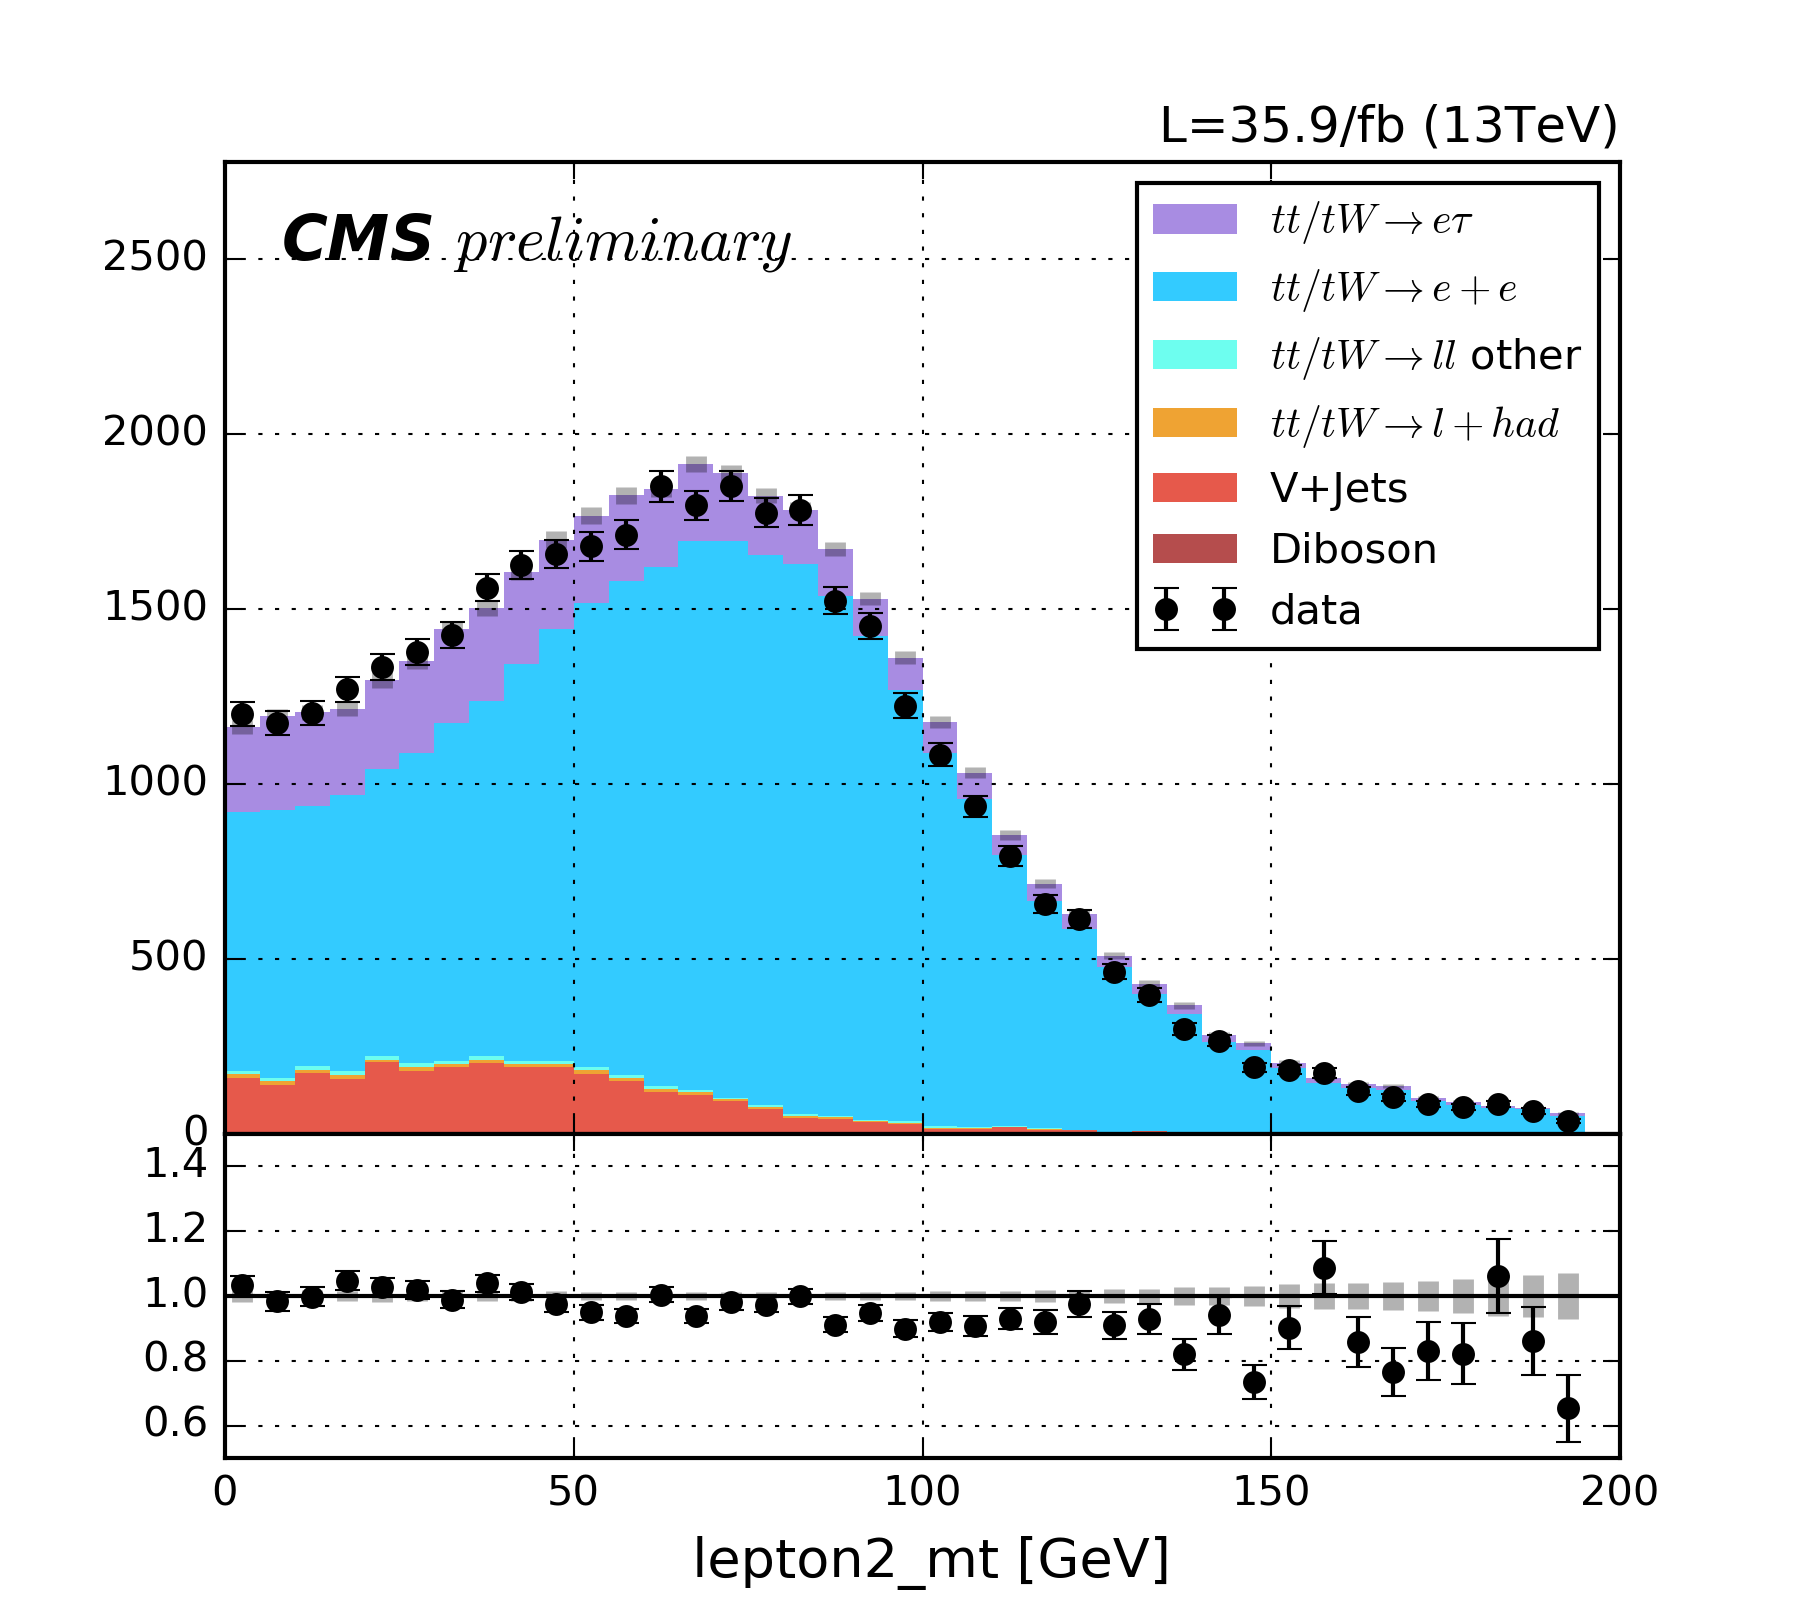 L=35.9/fb (13TeV)
CMS preliminary
2500
2000
1500
1000
500
0
tt/tW→eτ
tt/tW→e+e
tt/tW→ll other
tt/tW→l+had
V+Jets
Diboson
data
1.4
1.2
1.0
0.8
0.6
0 50 100 150 200
lepton2_mt [GeV]